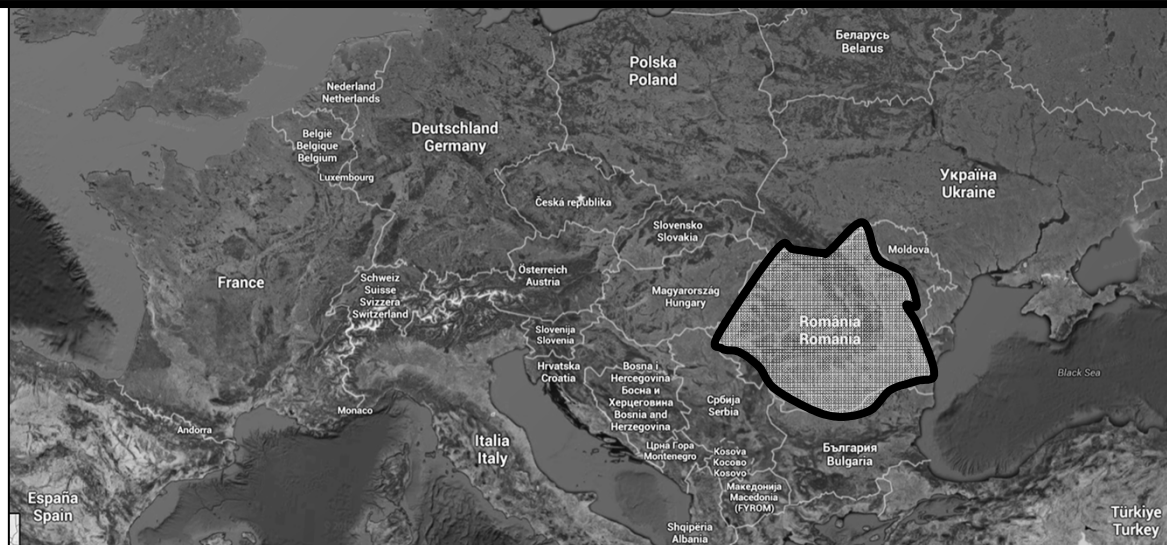 Беларусь
Belarus
Polska
Poland
Nederland
Netherlands
België
Belgique
Belgium
Deutschland
Germany
Luxembourg
Україна
Ukraine
Česká republika
Slovensko
Slovakia
Moldova
France
Schweiz
Suisse
Svizzera
Switzerland
Österreich
Austria
Magyarország
Hungary
România
Romania
Slovenija
Slovenia
Hrvatska
Croatia
Bosna i
Hercegovina
Босна и
Херцеговина
Bosnia and
Herzegovina
Србија
Serbia
Black Sea
Monaco
Andorra
Italia
Italy
Црна Гора
Montenegro
Kosova
Косово
Kosovo
България
Bulgaria
Македонија
Macedonia
(FYROM)
España
Spain
Shqipëria
Albania
Türkiye
Turkey